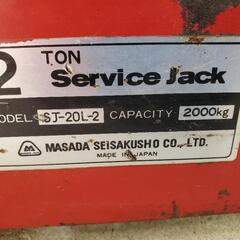 2 TON
Service Jack
MODEL SJ-20L-2 CAPACITY 2000kg
MASADA SEISAKUSHO CO., LTD.
MADE IN JAPAN